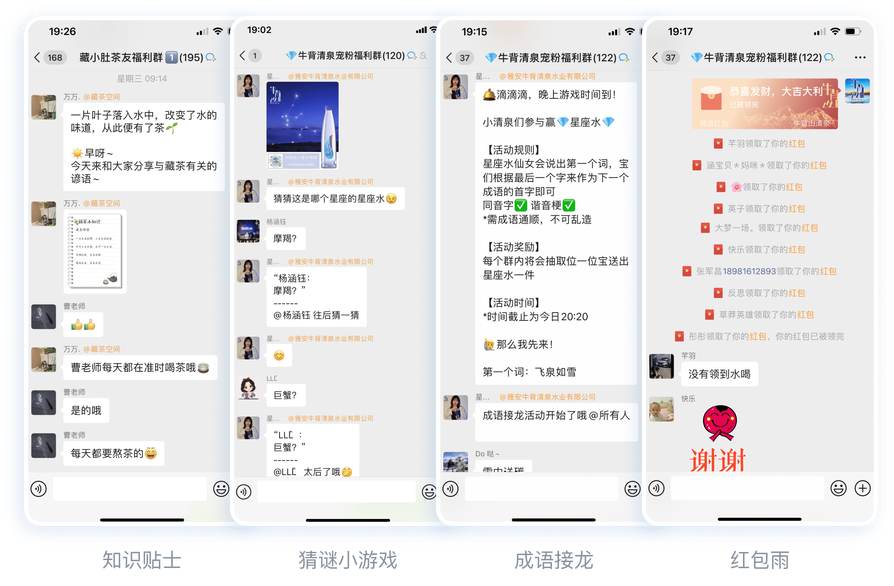 19:26
168
藏小肚茶友福利群1(195)
星期三 09:14
万万. @藏茶空间
一片叶子落入水中，改变了水的
味道，从此便有了茶🌱
☀️早呀~
今天来和大家分享与藏茶有关的
谚语~
万万. @藏茶空间
曹老师
👍👍
万万. @藏茶空间
曹老师每天都在准时喝茶哦🍵
曹老师
是的哦
曹老师
每天都要熬茶的😄
知识贴士
19:02
1
💎牛背清泉宠粉福利群(120)
星... @雅安牛背清泉水业有限公司
星... @雅安牛背清泉水业有限公司
猜猜这是哪个星座的星座水😉
杨涵钰
摩羯？
星... @雅安牛背清泉水业有限公司
“杨涵钰：
摩羯？”
------
@杨涵钰 往后猜一猜
星... @雅安牛背清泉水业有限公司
😊
LLC
巨蟹？
星... @雅安牛背清泉水业有限公司
“LLC ：
巨蟹？”
------
@LLC 太后了哦
猜谜小游戏
19:15
37
💎牛背清泉宠粉福利群(122)
星... @雅安牛背清泉水业有限公司
🛎️滴滴滴，晚上游戏时间到！
小清泉们参与赢💎星座水💎
【活动规则】
星座水仙女会说出第一个词，宝
们根据最后一个字来作为下一个
成语的首字即可
同音字✅ 谐音梗✅
*需成语通顺，不可乱造
【活动奖励】
每个群内将会抽取位一位宝送出
星座水一件
【活动时间】
*时间截止为今日20:20
🙋那么我先来！
第一个词：飞泉如雪
星... @雅安牛背清泉水业有限公司
成语接龙活动开始了哦@所有人
Do 哒~
雪中送碳
成语接龙
19:17
37
💎牛背清泉宠粉福利群(122)
恭喜发财，大吉大利
已被领完
芊羽领取了你的红包
涵宝贝＊妈咪＊领取了你的红包
🌸领取了你的红包
英子领取了你的红包
大梦一场。领取了你的红包
快乐领取了你的红包
张军昌18981612893领取了你的红包
反思领取了你的红包
草莽英雄领取了你的红包
彤彤领取了你的红包，你的红包已被领完
芊羽
没有领到水喝
快乐
谢谢
红包雨